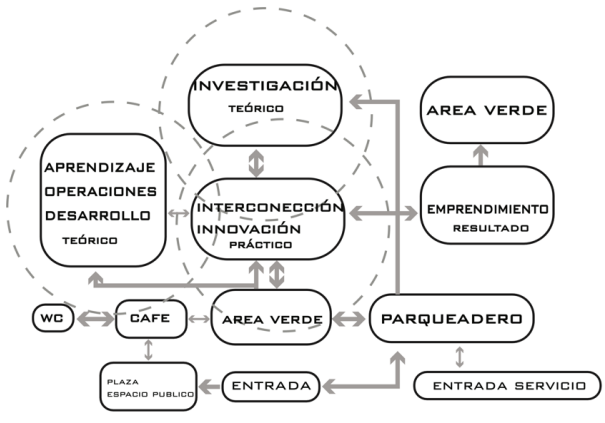 INVESTIGACIÓN
TEÓRICO
AREA VERDE
APRENDIZAJE
OPERACIONES
DESARROLLO
TEÓRICO
INTERCONECCIÓN
INNOVACIÓN
PRÁCTICO
EMPRENDIMIENTO
RESULTADO
WC
CAFE
AREA VERDE
PARQUEADERO
PLAZA
ESPACIO PUBLICO
ENTRADA
ENTRADA SERVICIO